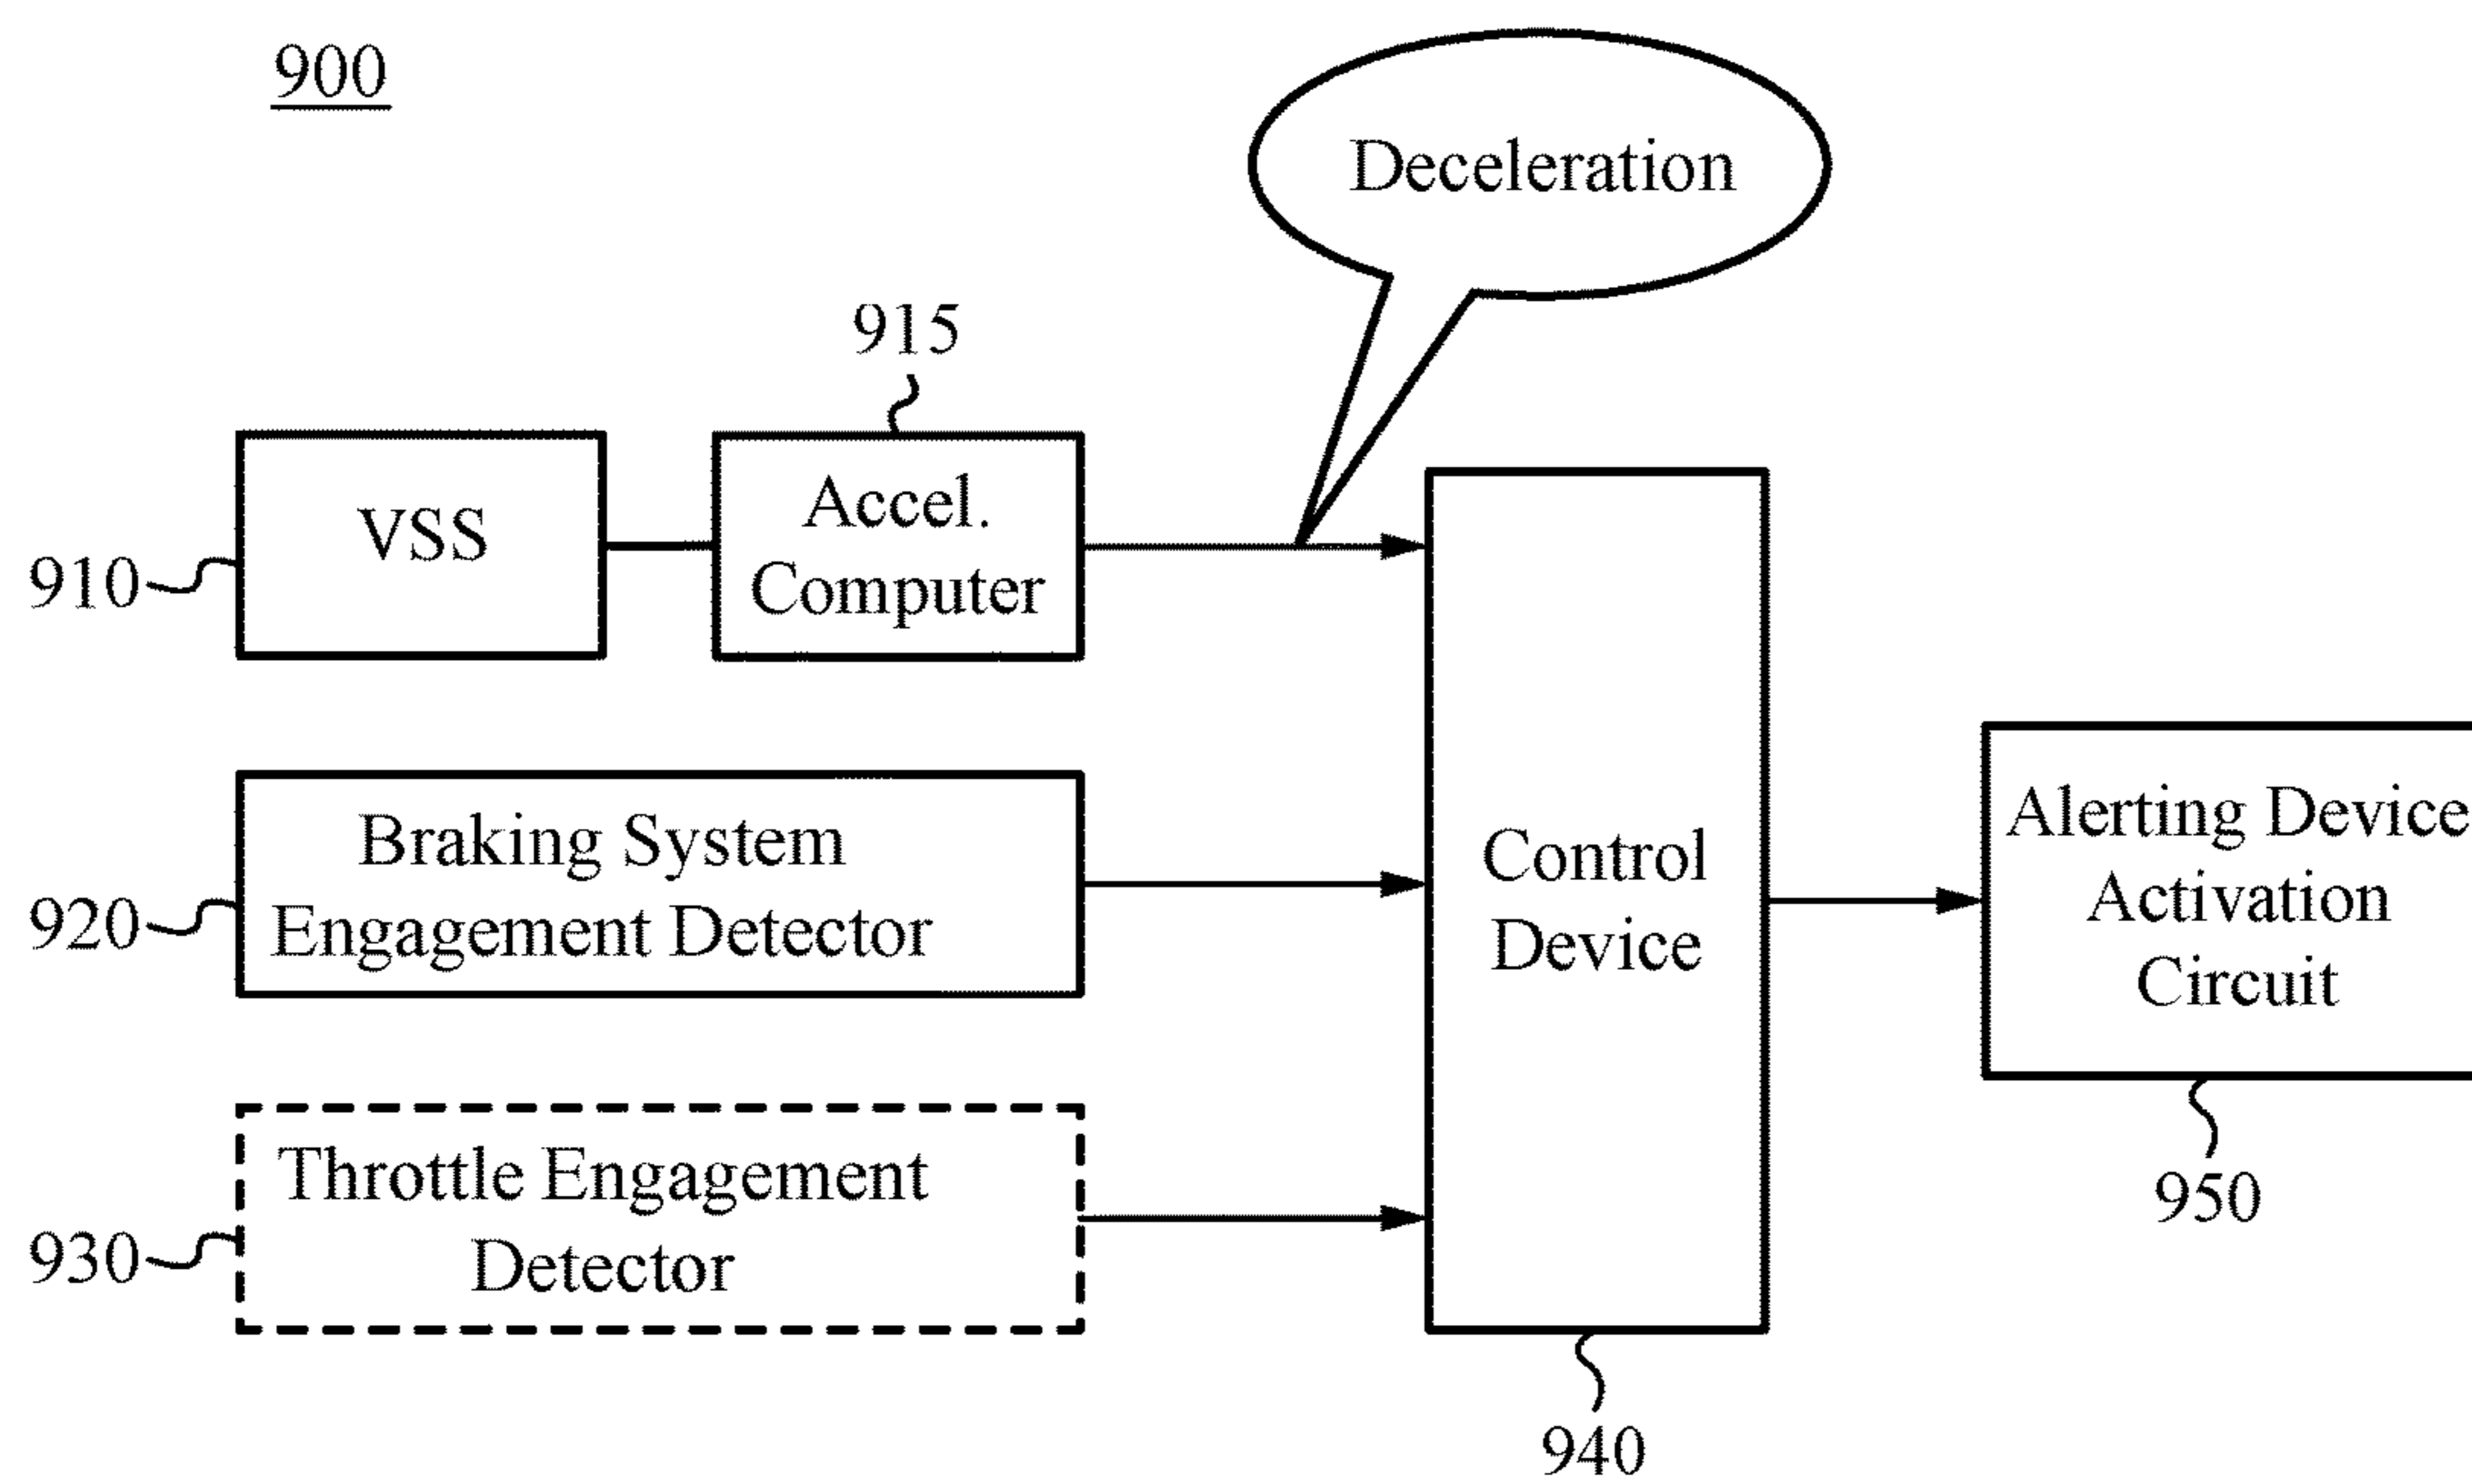 900
Deceleration
915
VSS
Accel.
Computer
910
Braking System
Engagement Detector
920
Throttle Engagement
Detector
930
Control
Device
940
Alerting Device
Activation
Circuit
950